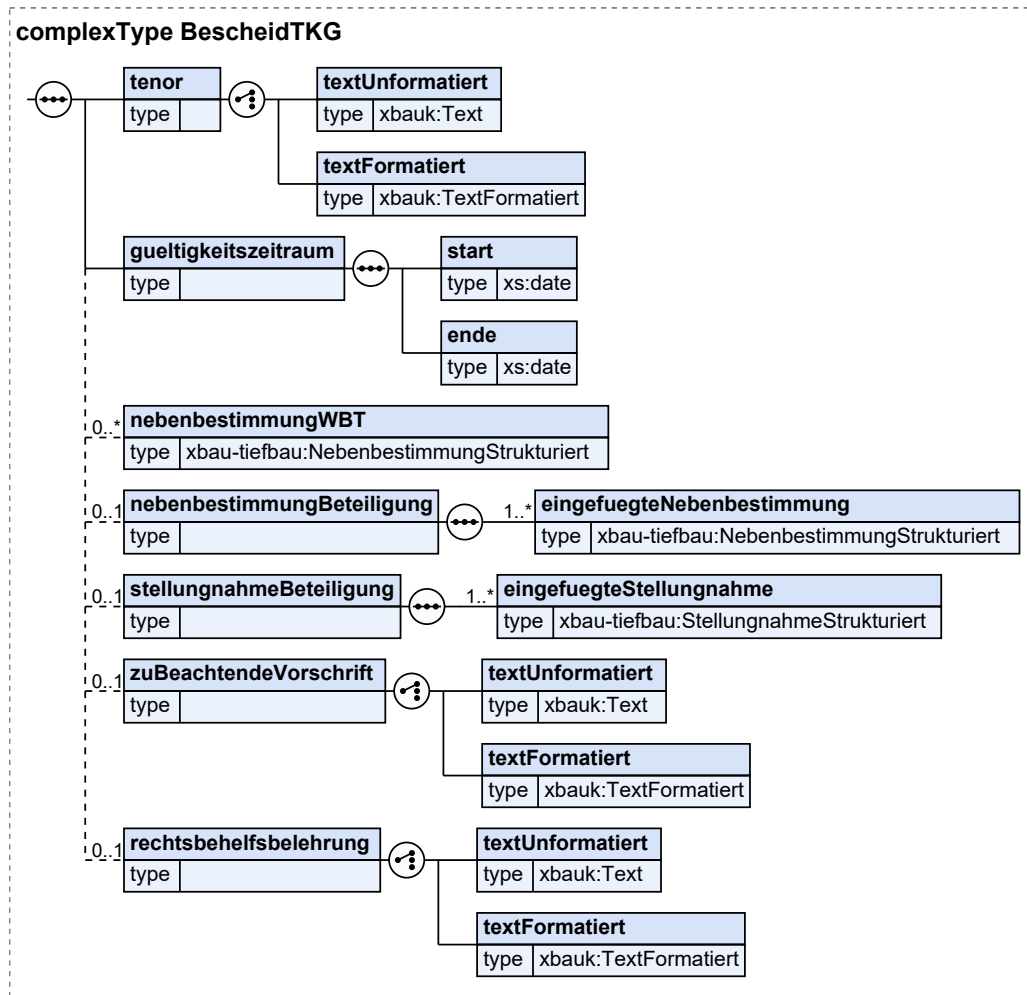 complexType BescheidTKG
tenor
type
textUnformatiert
type xbauk:Text
textFormatiert
type xbauk:TextFormatiert
gueltigkeitszeitraum
type
start
type xs:date
ende
type xs:date
0..* nebenbestimmungWBT
type xbau-tiefbau:NebenbestimmungStrukturiert
0..1 nebenbestimmungBeteiligung
type
1..* eingefuegteNebenbestimmung
type xbau-tiefbau:NebenbestimmungStrukturiert
0..1 stellungnahmeBeteiligung
type
1..* eingefuegteStellungnahme
type xbau-tiefbau:StellungnahmeStrukturiert
0..1 zuBeachtendeVorschrift
type
textUnformatiert
type xbauk:Text
textFormatiert
type xbauk:TextFormatiert
0..1 rechtsbehelfsbelehrung
type
textUnformatiert
type xbauk:Text
textFormatiert
type xbauk:TextFormatiert